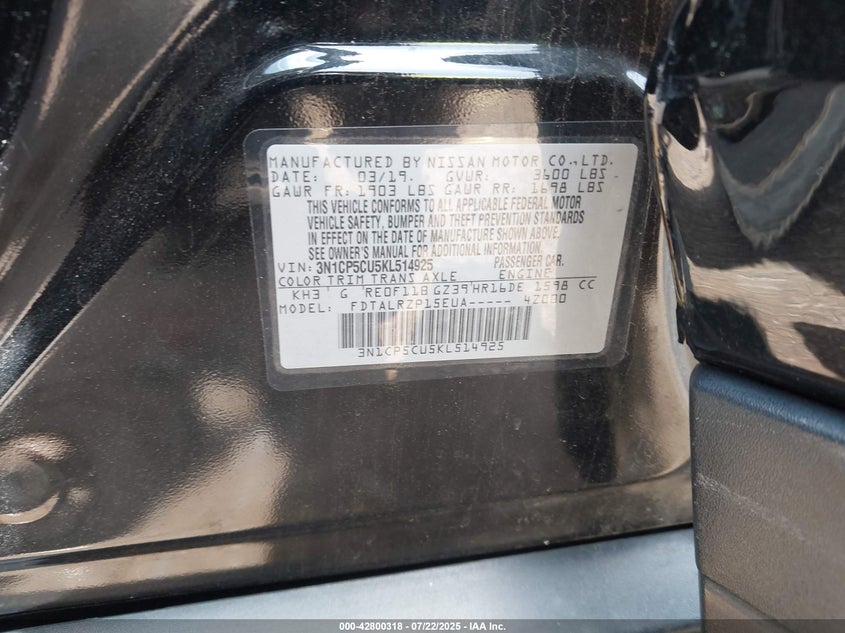 MANUFACTURED BY NISSAN MOTOR CO.,LTD.
DATE: 03/19. GVWR: 3600 LBS
GAWR FR: 1903 LBS GAWR RR: 1698 LBS
THIS VEHICLE CONFORMS TO ALL APPLICABLE FEDERAL MOTOR
VEHICLE SAFETY, BUMPER AND THEFT PREVENTION STANDARDS
IN EFFECT ON THE DATE OF MANUFACTURE SHOWN ABOVE.
SEE OWNER'S MANUAL FOR ADDITIONAL INFORMATION.
VIN: 3N1CP5CU5KL514925 PASSENGER CAR.
COLOR TRIM TRANS AXLE ENGINE
KH3 G RE0F11B GZ39 HR16DE 1598 CC
MODEL: FDTALRZP15EUA----- 4Z000
3N1CP5CU5KL514925
000-42800318 | 07/22/2025 | IAA Inc.